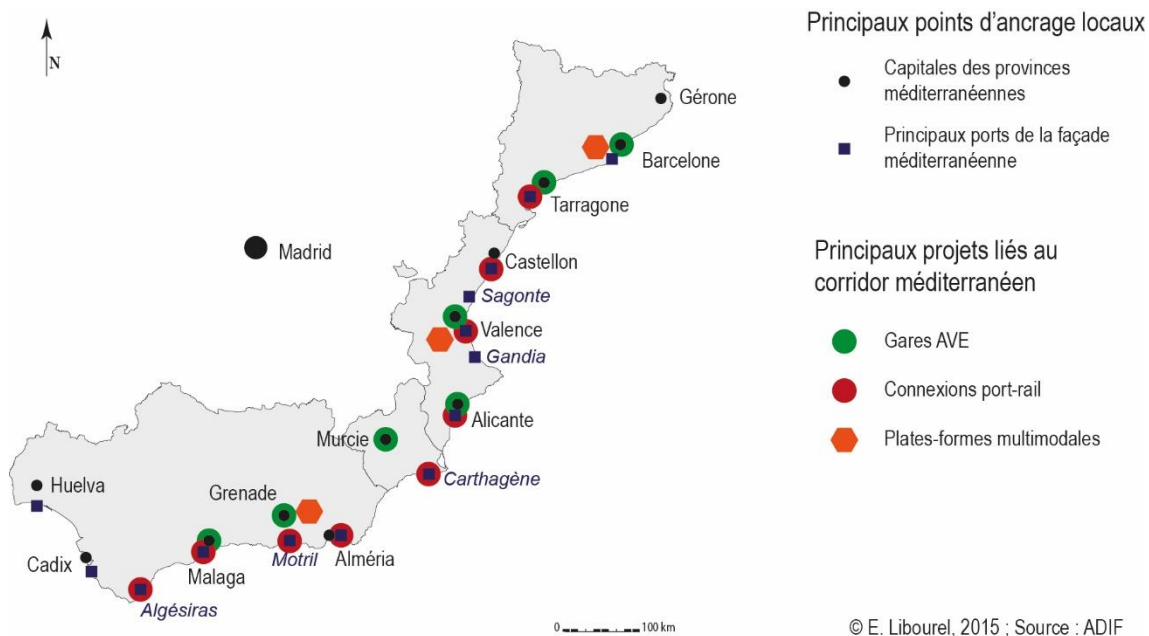 N
Gérone
Barcelone
Tarragone
Madrid
Castellon
Sagonte
Valence
Gandia
Alicante
Murcie
Carthagène
Huelva
Grenade
Cadix
Malaga
Motril
Alméria
Algésiras
0
100 km
Principaux points d’ancrage locaux
Capitales des provinces
méditerranéennes
Principaux ports de la façade
méditerranéenne
Principaux projets liés au
corridor méditerranéen
Gares AVE
Connexions port-rail
Plates-formes multimodales
© E. Libourel, 2015 ; Source : ADIF